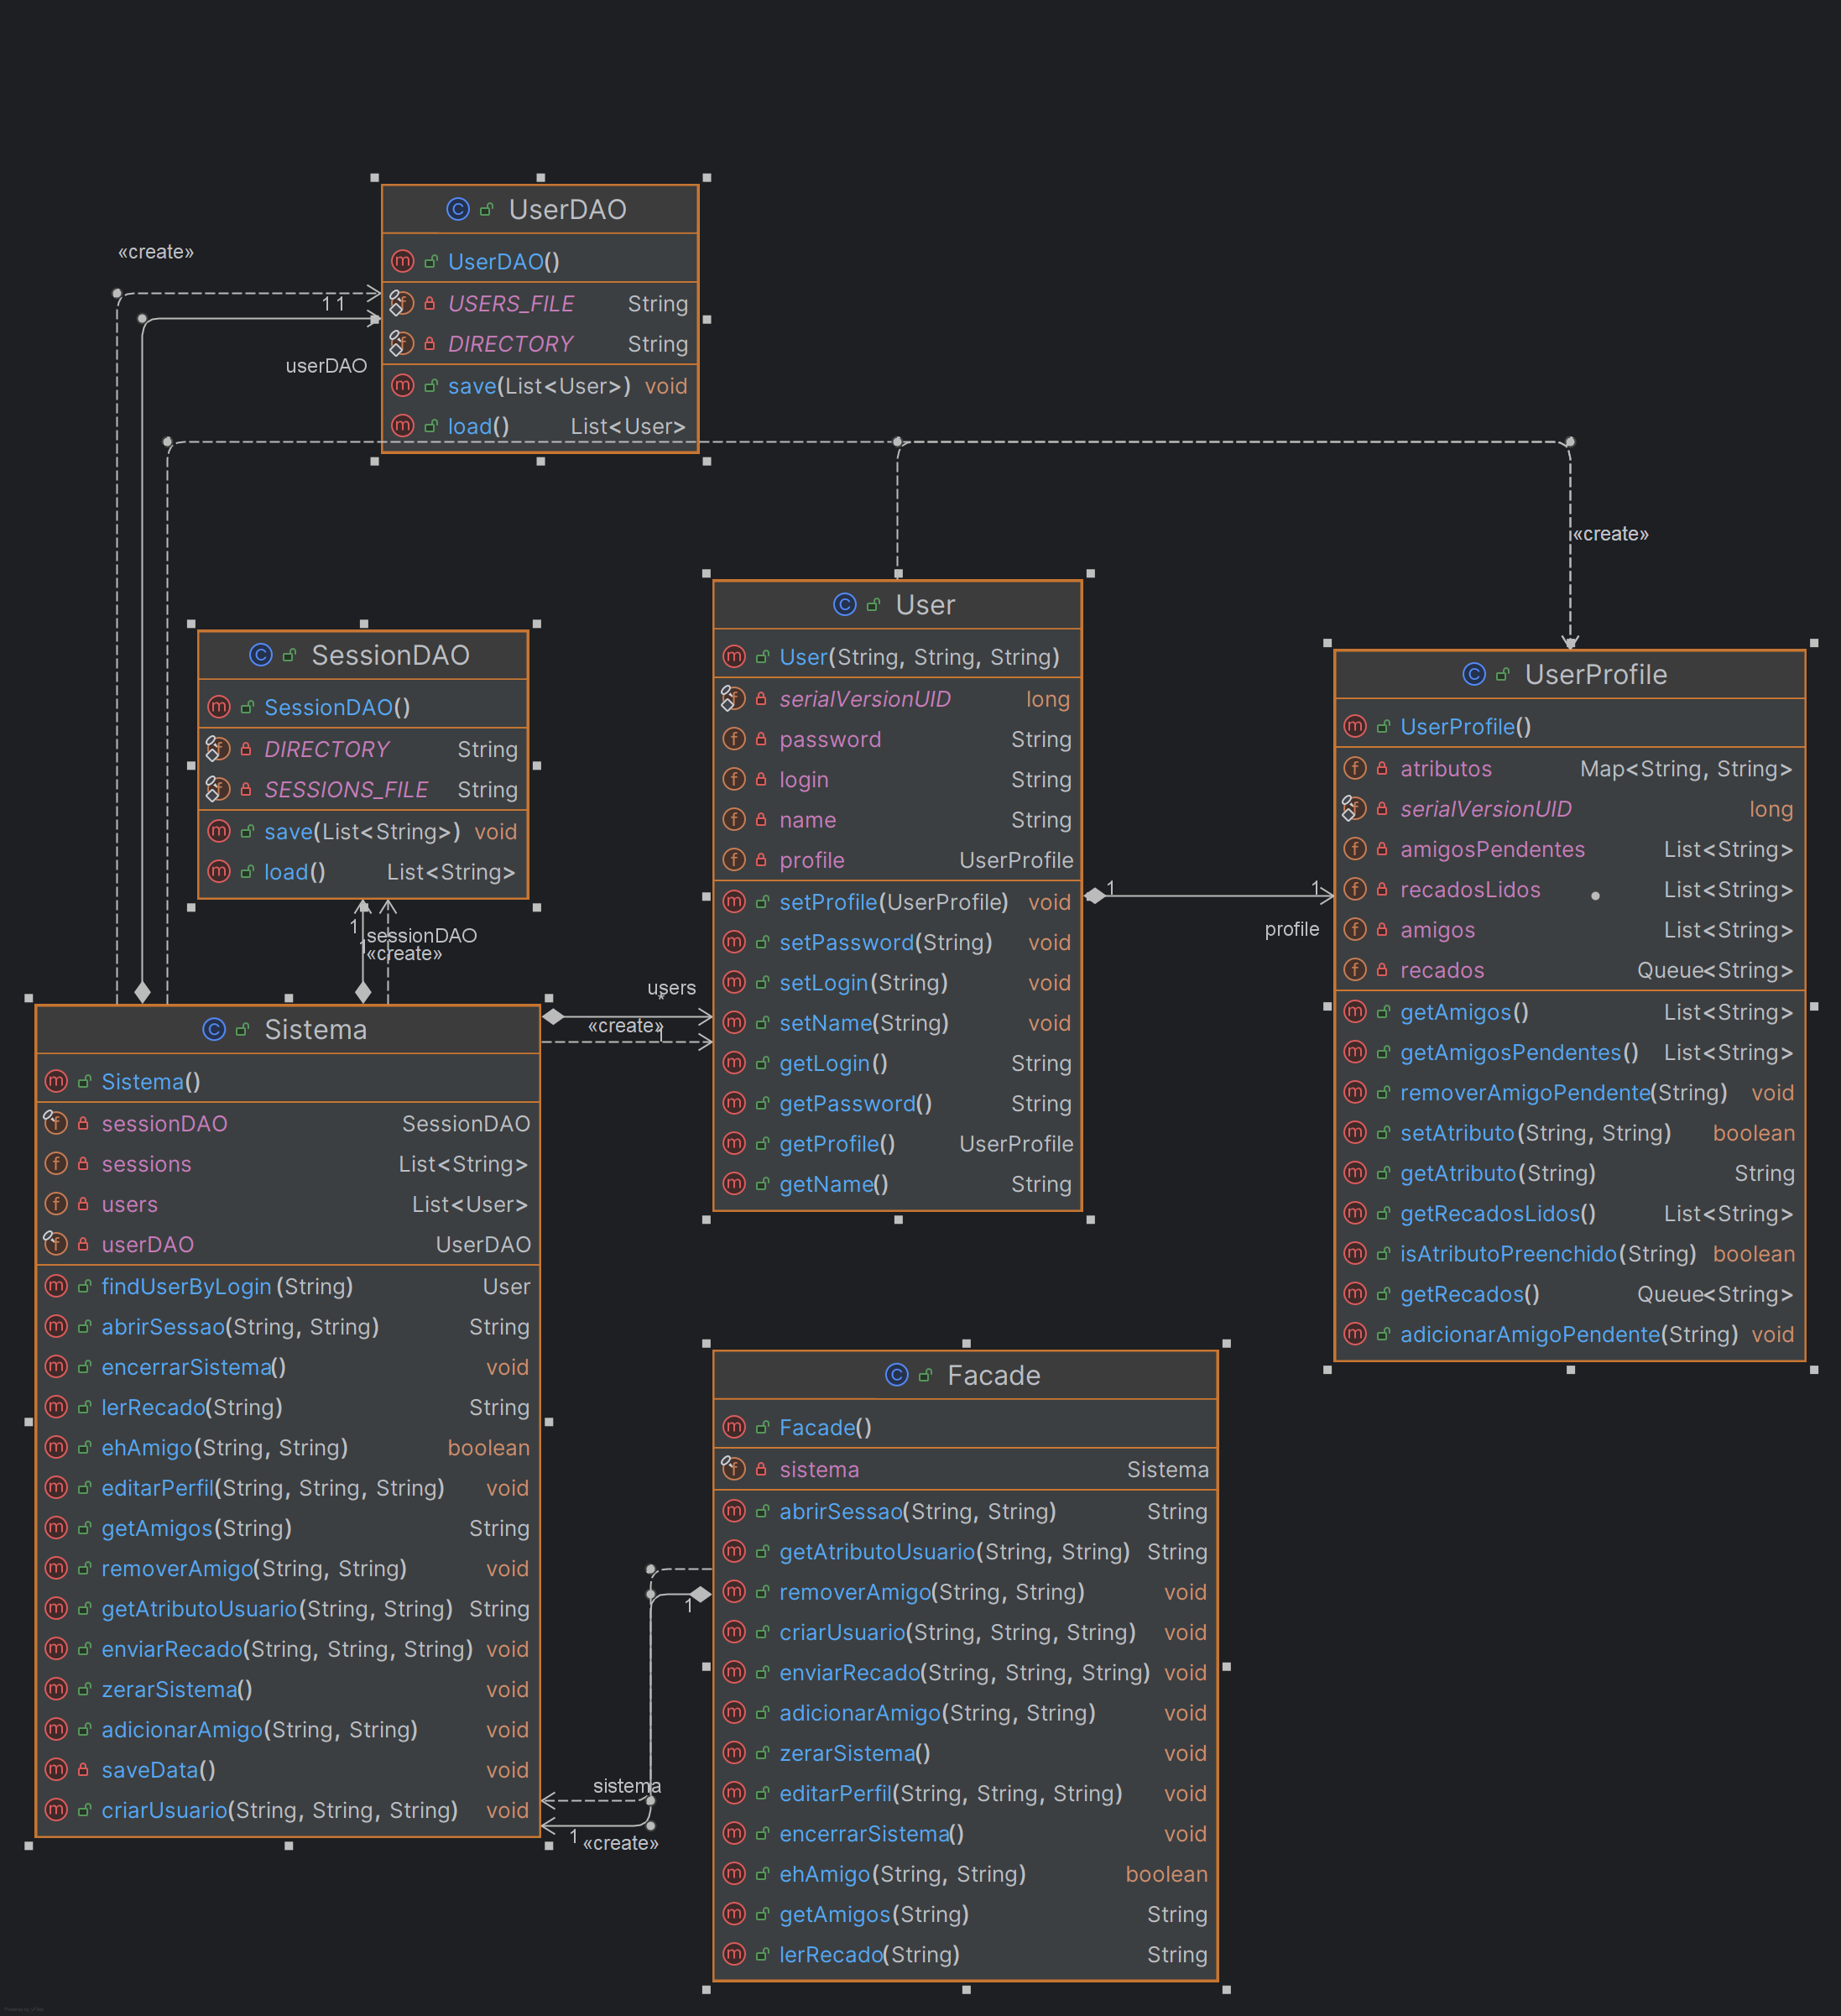 UserDAO
UserDAO()
USERS_FILE String
DIRECTORY String
save(List<User>) void
load() List<User>
«create»
1 1
userDAO
«create»
User
User(String, String, String)
serialVersionUID long
password String
login String
name String
profile UserProfile
setProfile(UserProfile) void
setPassword(String) void
setLogin(String) void
setName(String) void
getLogin() String
getPassword() String
getProfile() UserProfile
getName() String
SessionDAO
SessionDAO()
DIRECTORY String
SESSIONS_FILE String
save(List<String>) void
load() List<String>
1
sessionDAO
1
«create»
UserProfile
UserProfile()
atributos Map<String, String>
serialVersionUID long
amigosPendentes List<String>
recadosLidos List<String>
amigos List<String>
recados Queue<String>
getAmigos() List<String>
getAmigosPendentes() List<String>
removerAmigoPendente(String) void
setAtributo(String, String) boolean
getAtributo(String) String
getRecadosLidos() List<String>
isAtributoPreenchido(String) boolean
getRecados() Queue<String>
adicionarAmigoPendente(String) void
1 1
profile
users
*
«create»
1
Sistema
Sistema()
sessionDAO SessionDAO
sessions List<String>
users List<User>
userDAO UserDAO
findUserByLogin(String) User
abrirSessao(String, String) String
encerrarSistema() void
lerRecado(String) String
ehAmigo(String, String) boolean
editarPerfil(String, String, String) void
getAmigos(String) String
removerAmigo(String, String) void
getAtributoUsuario(String, String) String
enviarRecado(String, String, String) void
zerarSistema() void
adicionarAmigo(String, String) void
saveData() void
criarUsuario(String, String, String) void
Facade
Facade()
sistema Sistema
abrirSessao(String, String) String
getAtributoUsuario(String, String) String
removerAmigo(String, String) void
criarUsuario(String, String, String) void
enviarRecado(String, String, String) void
adicionarAmigo(String, String) void
zerarSistema() void
editarPerfil(String, String, String) void
encerrarSistema() void
ehAmigo(String, String) boolean
getAmigos(String) String
lerRecado(String) String
1
sistema
1
«create»